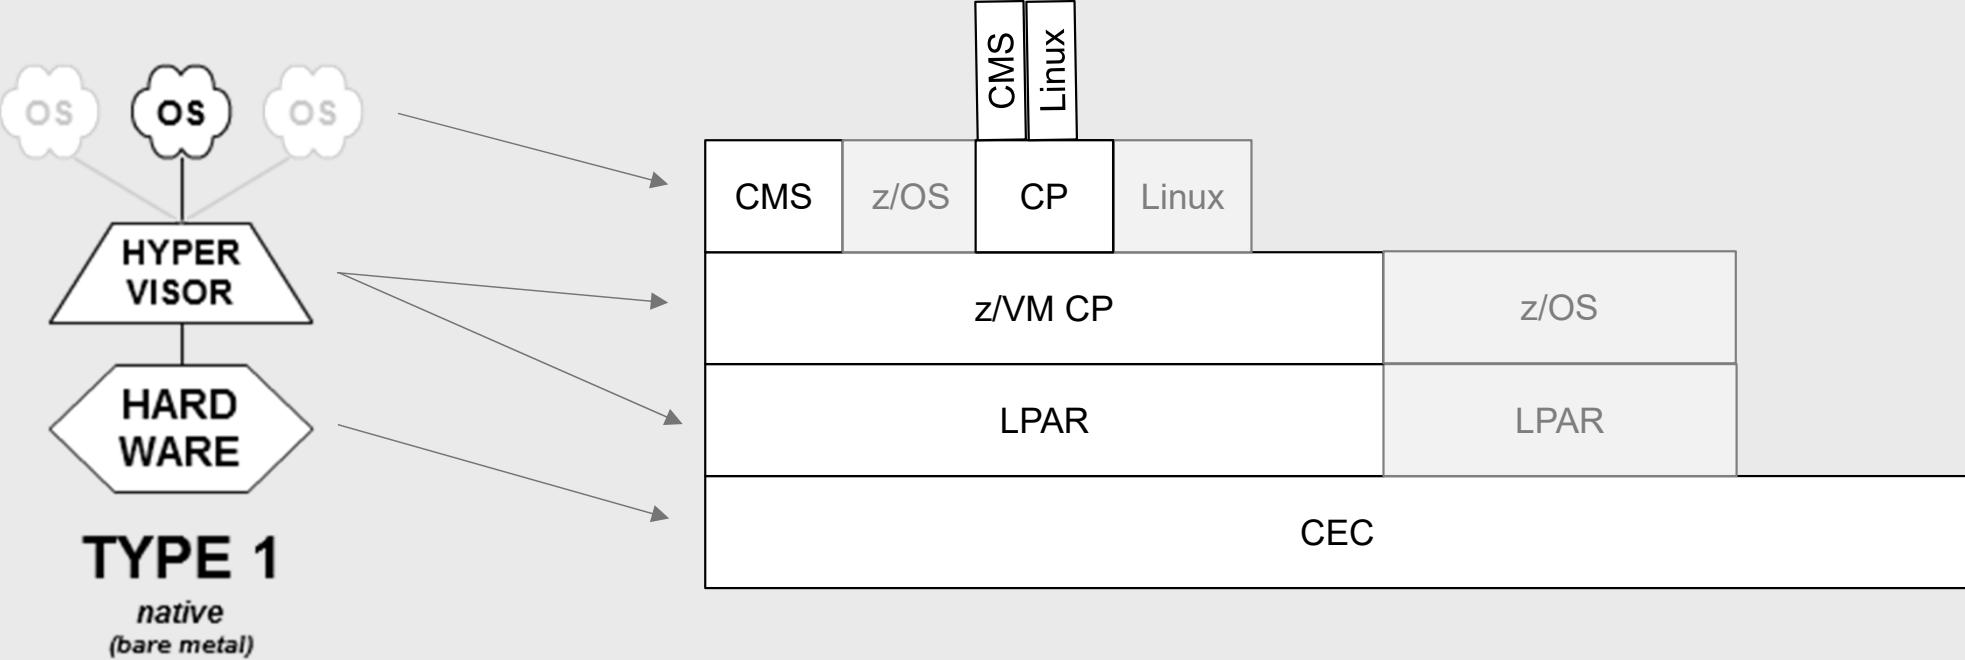 OS
OS
OS
HYPER
VISOR
HARD
WARE
TYPE 1
native
(bare metal)
CMS
Linux
CMS
z/OS
CP
Linux
z/VM CP
z/OS
LPAR
LPAR
CEC